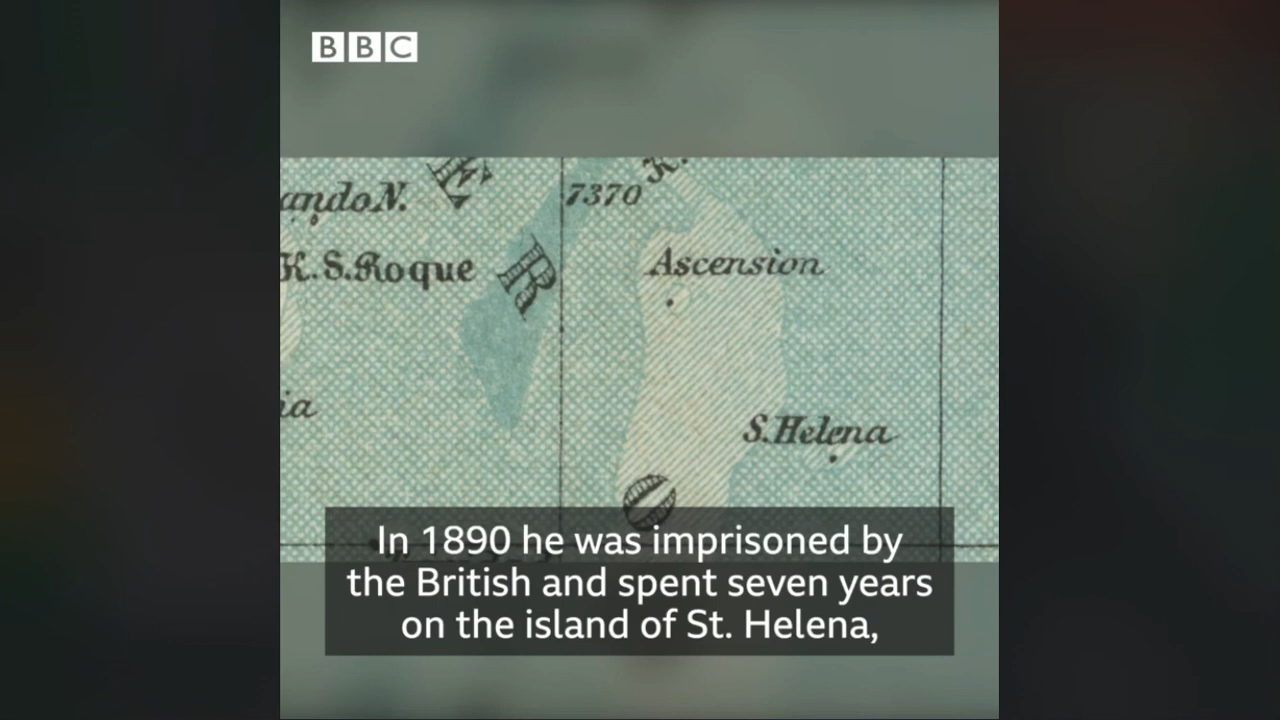 BBC
andoN.
7370
K.
Ascension
K.S.Roque
R
ia
S.Helena
O
In 1890 he was imprisoned by
the British and spent seven years
on the island of St. Helena,